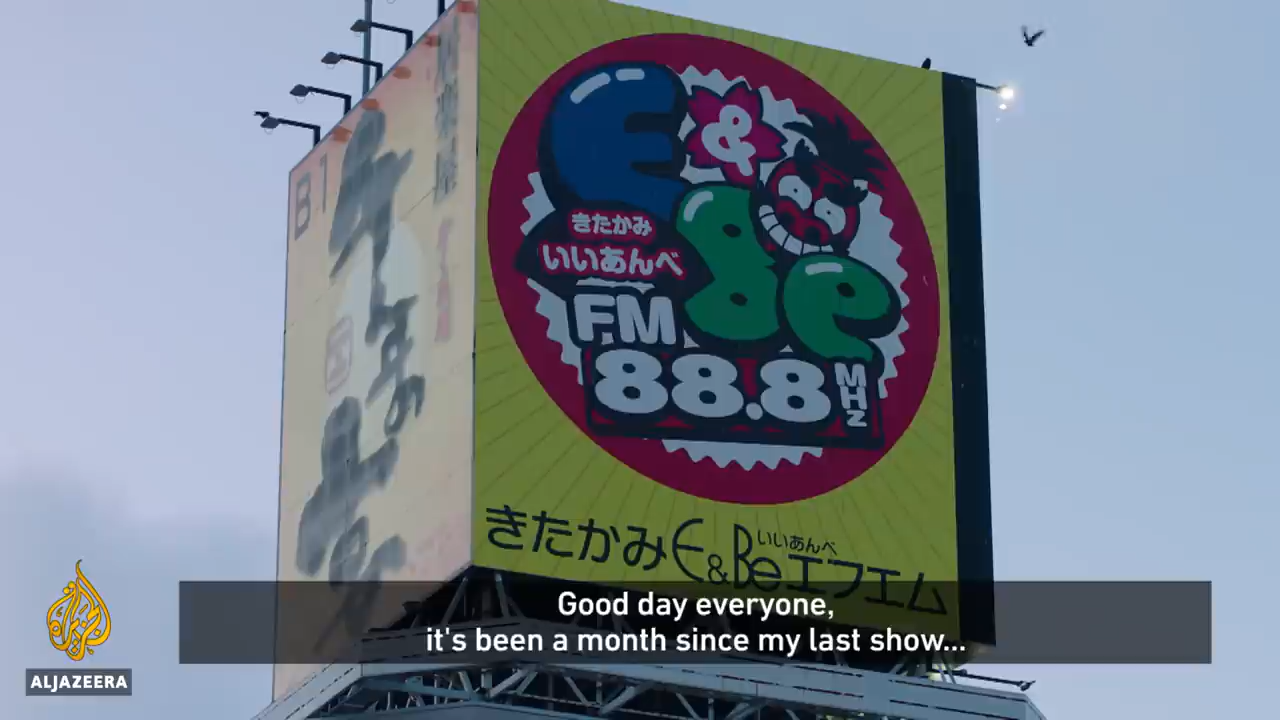 B1
E&Be
きたかみ
いいあんべ
FM
88.8 MHz
きたかみE&Beエフエム
いいあんべ
Good day everyone,
it's been a month since my last show...
ALJAZEERA